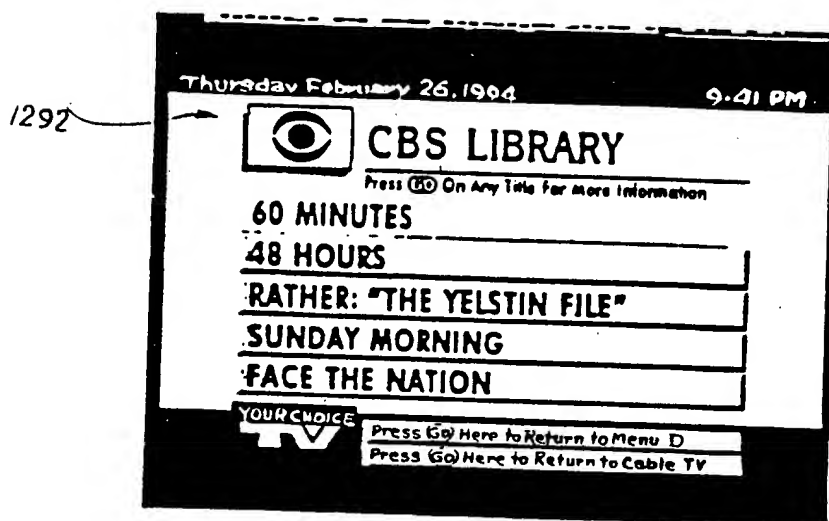 Thursday February 26, 1994 9:41 PM
1292
CBS LIBRARY
Press GO On Any Title for More Information
60 MINUTES
48 HOURS
RATHER: "THE YELSTIN FILE"
SUNDAY MORNING
FACE THE NATION
YOUR CHOICE
TV
Press Go Here to Return to Menu D
Press Go Here to Return to Cable TV